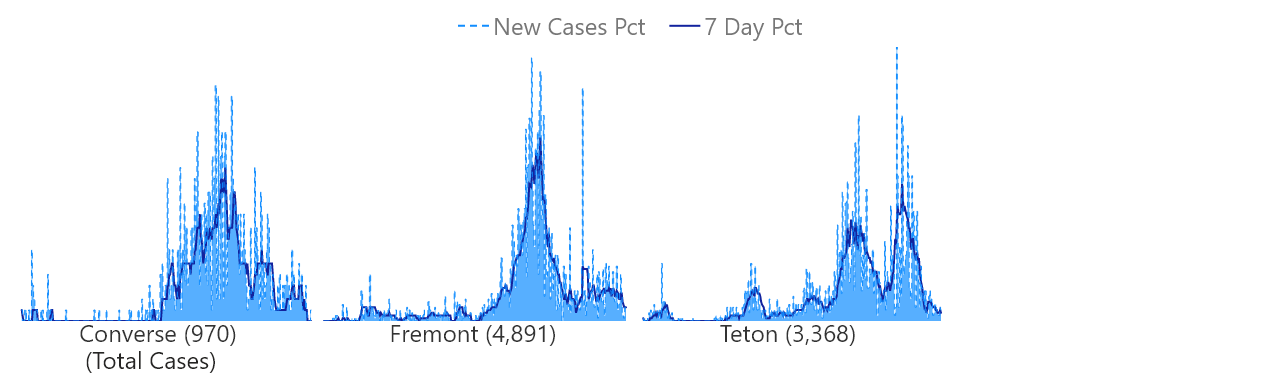 New Cases Pct 7 Day Pct
Converse (970) Fremont (4,891) Teton (3,368)
(Total Cases)